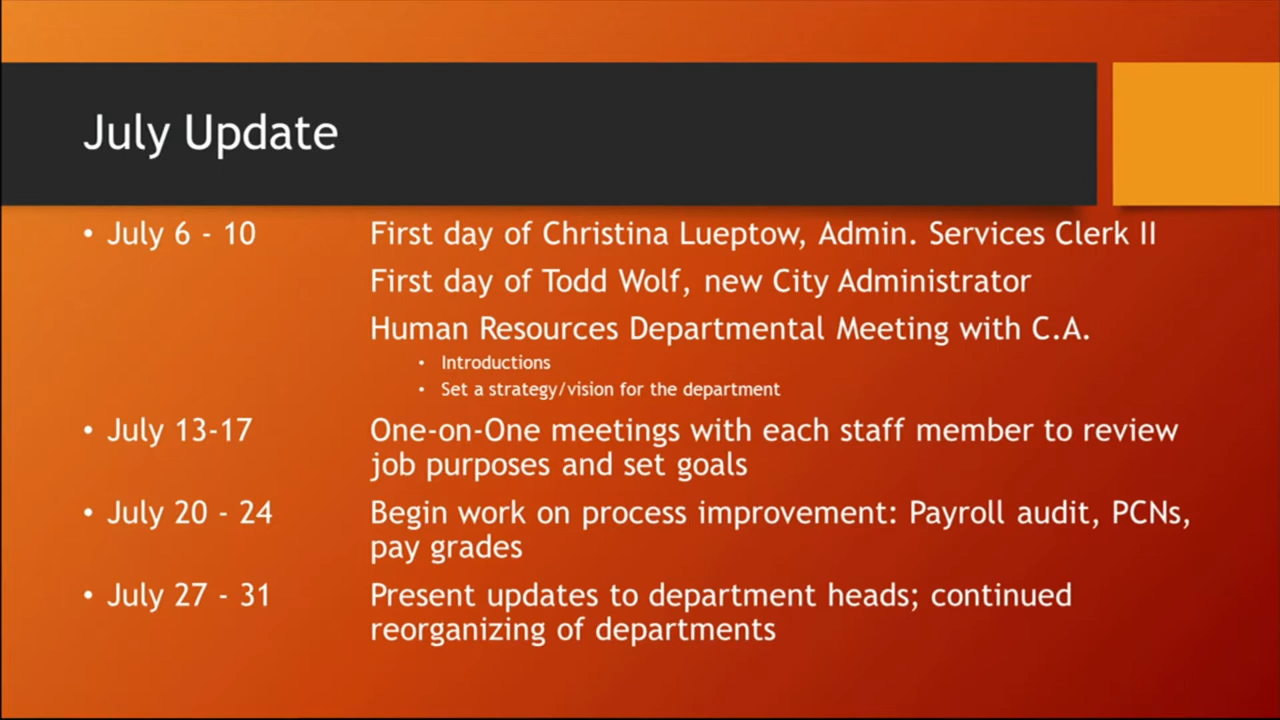 July Update
• July 6 - 10 First day of Christina Lueptow, Admin. Services Clerk II
First day of Todd Wolf, new City Administrator
Human Resources Departmental Meeting with C.A.
• Introductions
• Set a strategy/vision for the department
• July 13-17 One-on-One meetings with each staff member to review
job purposes and set goals
• July 20 - 24 Begin work on process improvement: Payroll audit, PCNs,
pay grades
• July 27 - 31 Present updates to department heads; continued
reorganizing of departments